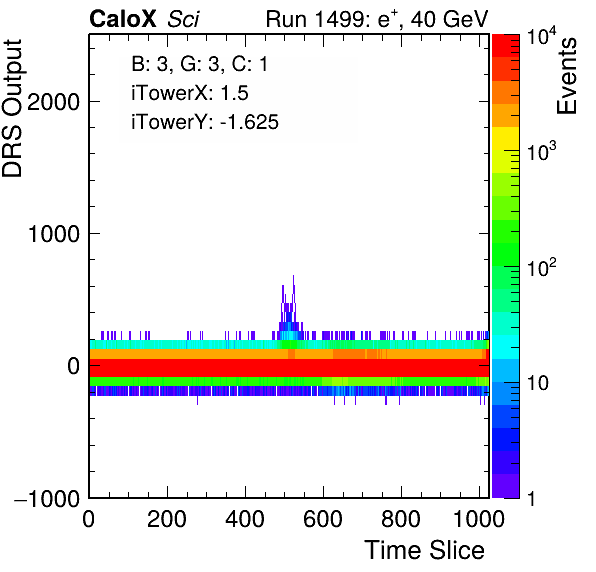 CaloX Sci Run 1499: e+, 40 GeV
B: 3, G: 3, C: 1
iTowerX: 1.5
iTowerY: -1.625
DRS Output
2000
1000
0
−1000
0 200 400 600 800 1000
Time Slice
Events
10^4
10^3
10^2
10
1